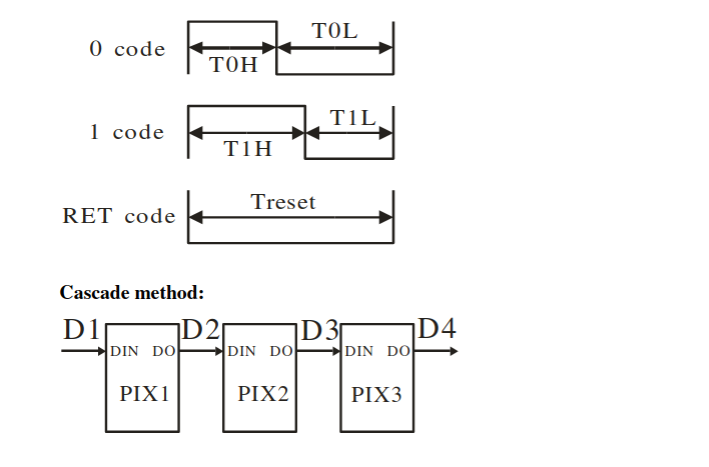 0 code T0H T0L
1 code T1H T1L
RET code Treset
Cascade method:
D1 D2 D3 D4
DIN DO DIN DO DIN DO
PIX1 PIX2 PIX3